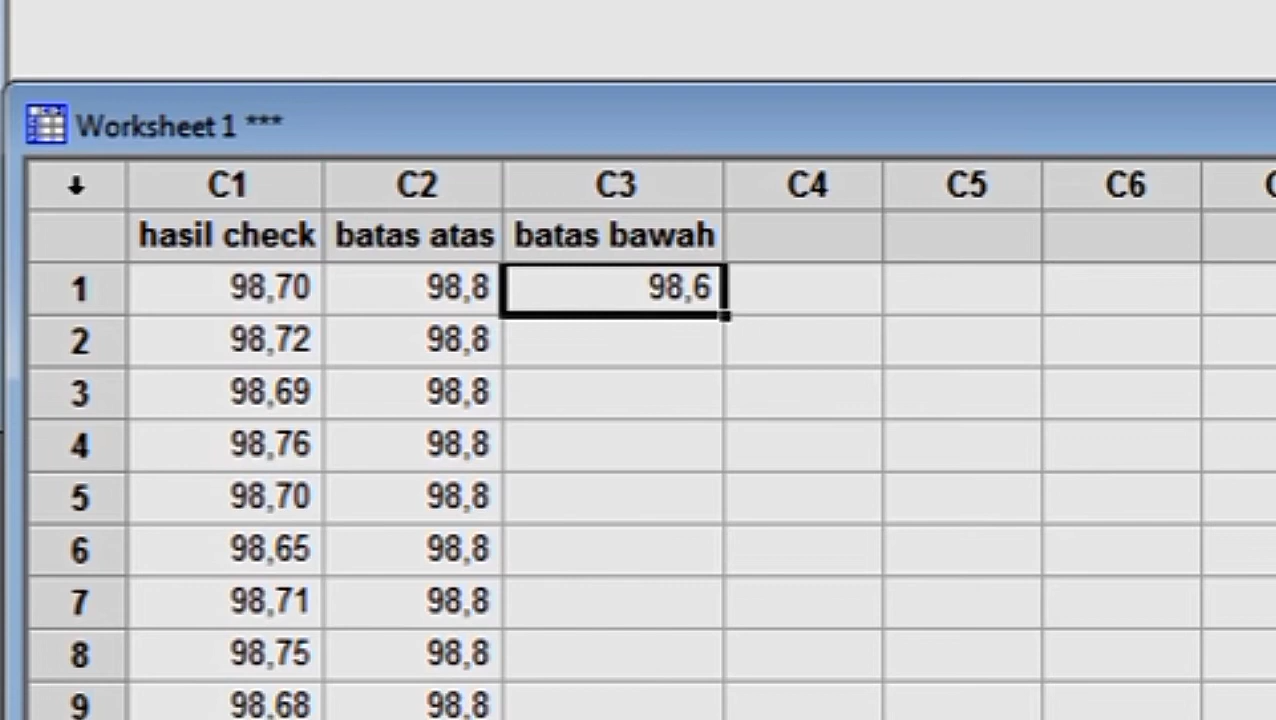 Worksheet 1 ***
C1 C2 C3 C4 C5 C6
hasil check batas atas batas bawah
1 98,70 98,8 98,6
2 98,72 98,8
3 98,69 98,8
4 98,76 98,8
5 98,70 98,8
6 98,65 98,8
7 98,71 98,8
8 98,75 98,8
9 98,68 98,8